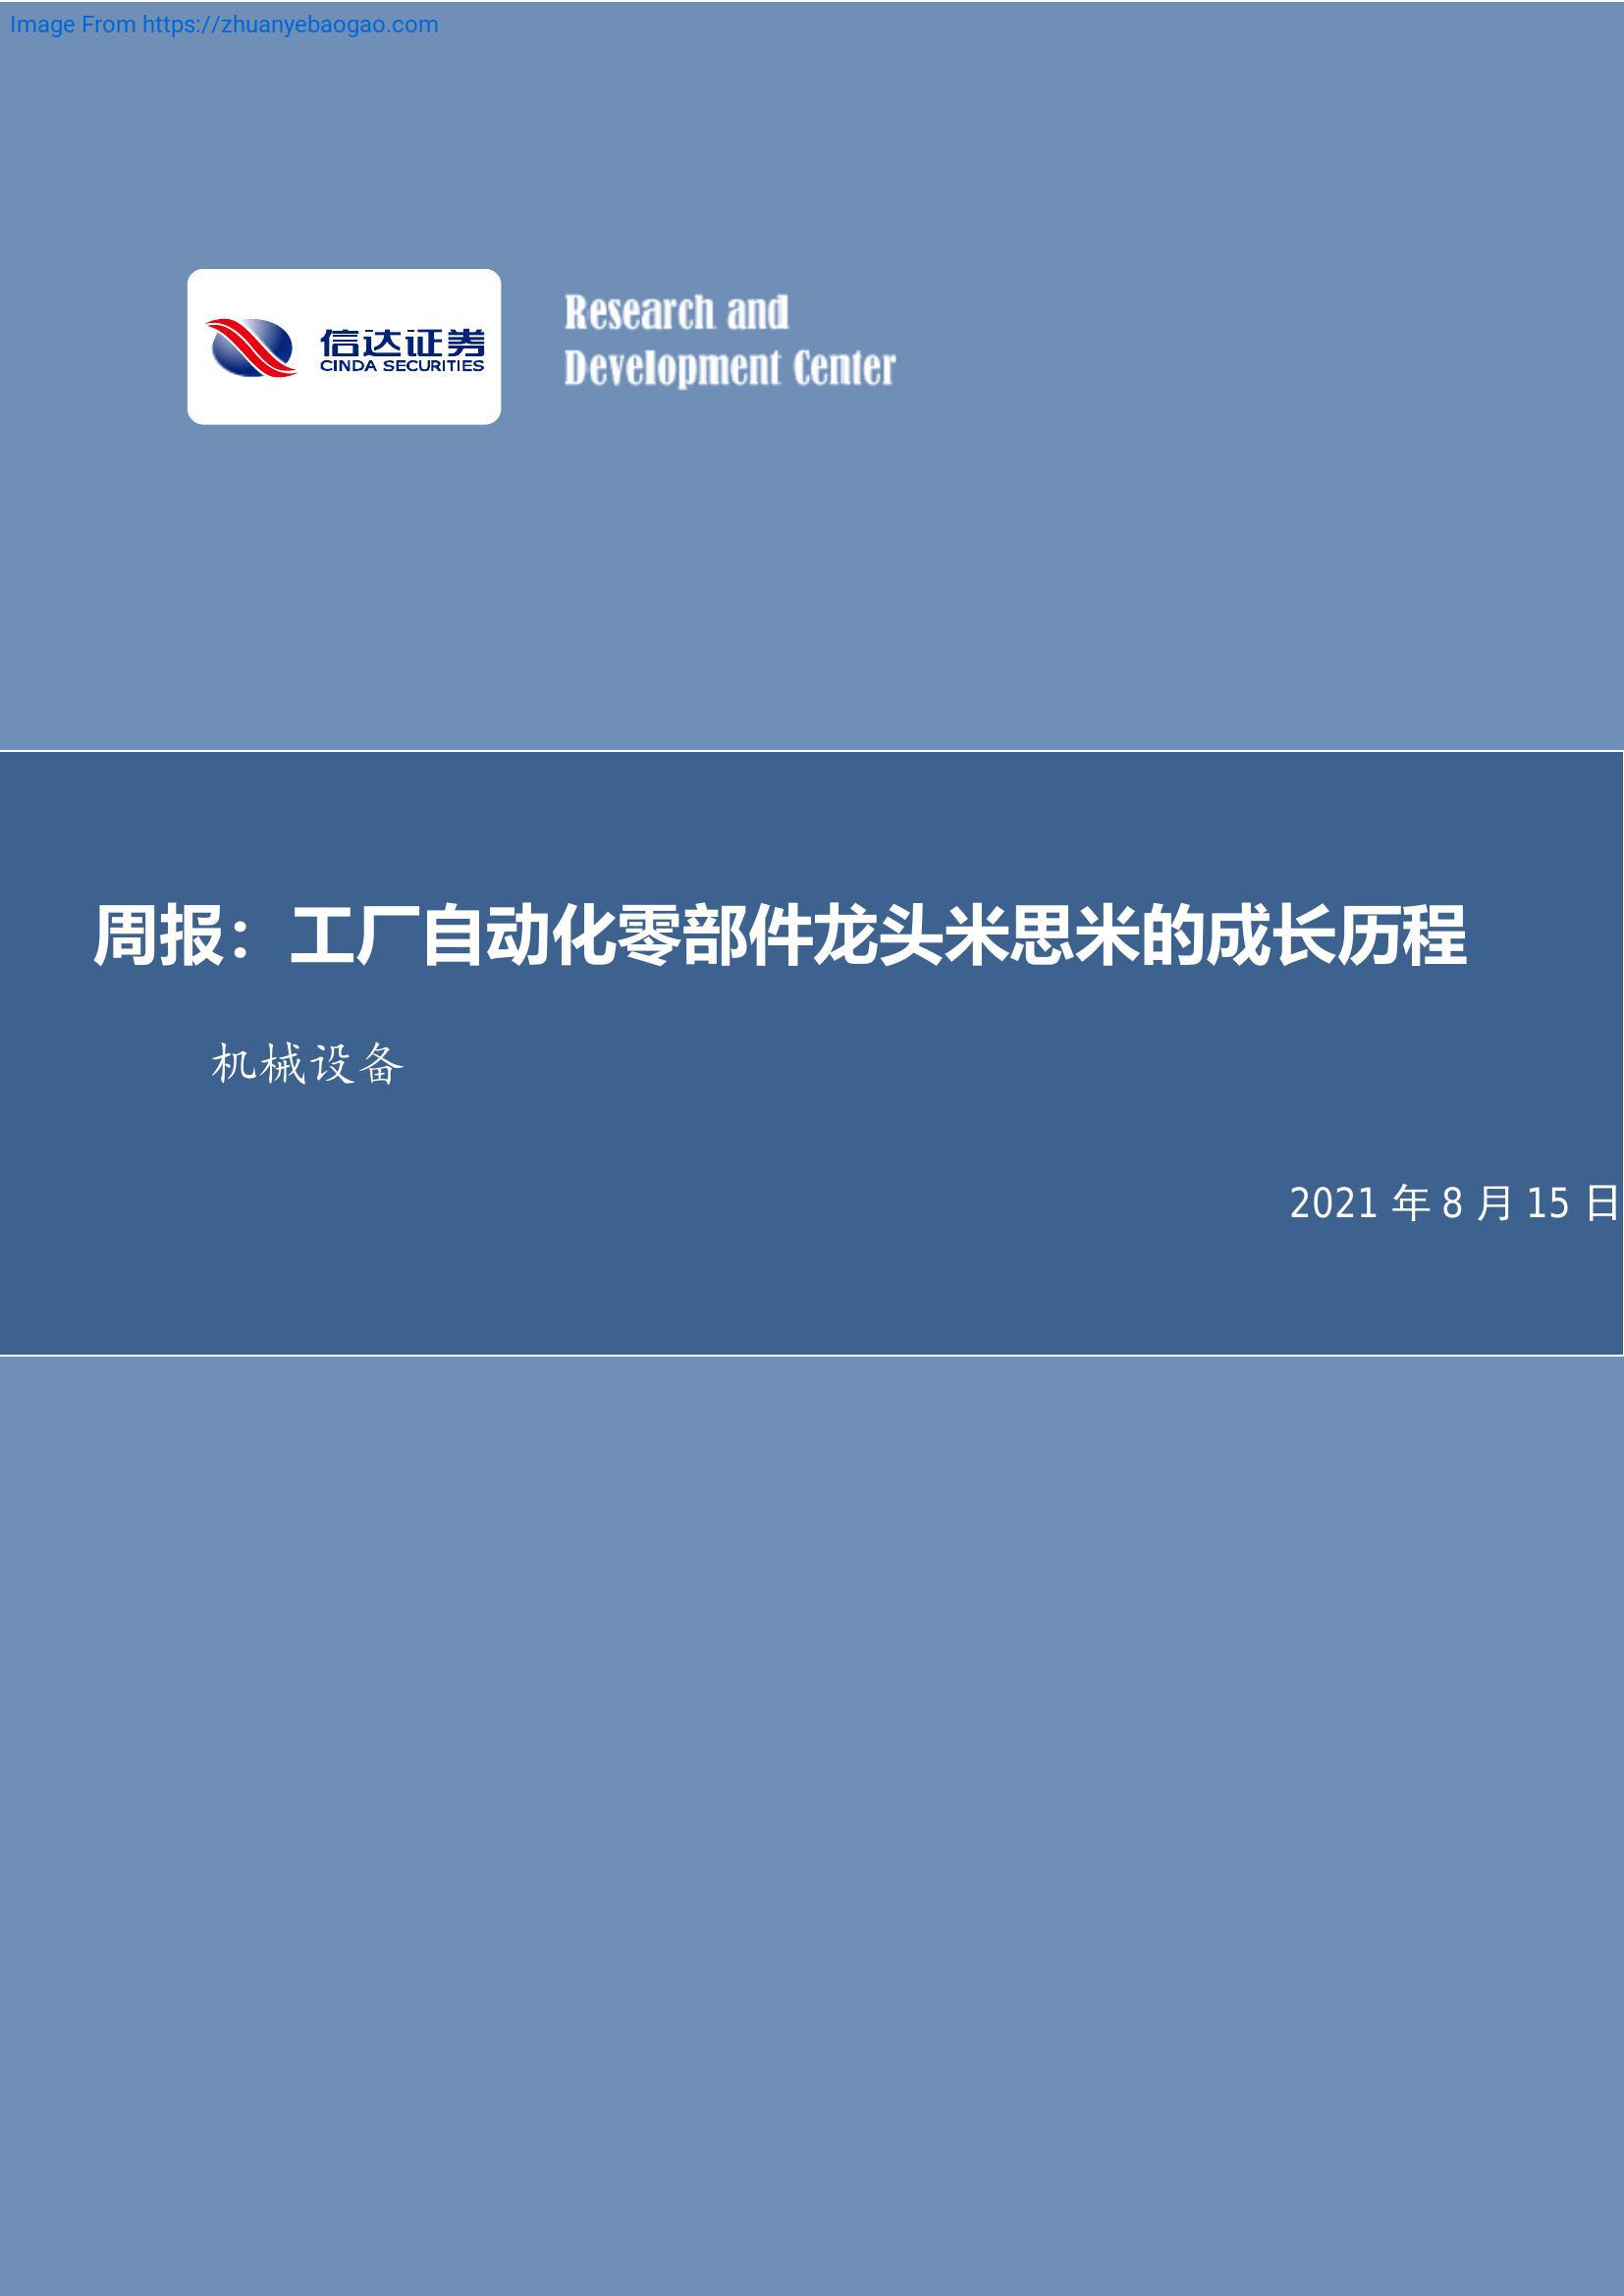 Image From https://zhuanyebaogao.com
信达证券
CINDA SECURITIES
Research and
Development Center
周报：工厂自动化零部件龙头米思米的成长历程
机械设备
2021 年 8 月 15 日